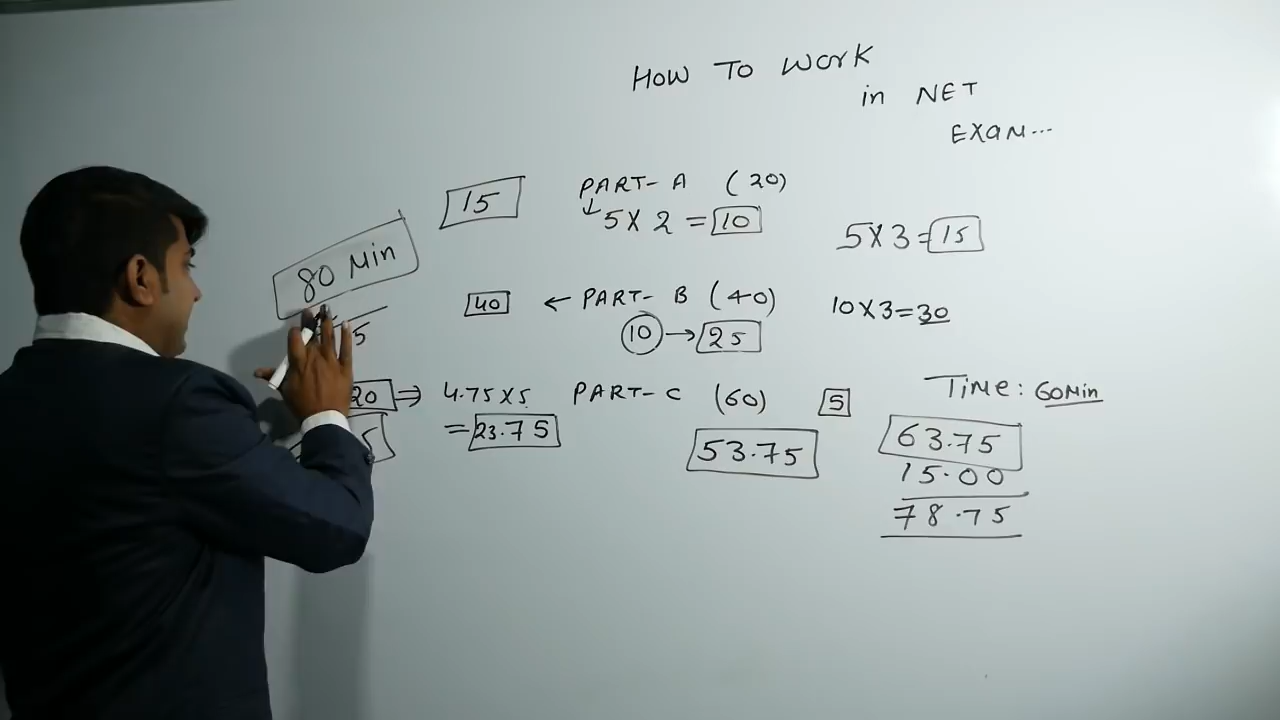 HOW TO WORK
in NET
EXAM...
15
PART-A (20)
5X2=10
5X3=15
80 Min
5
40 ← PART-B (40)
10X3=30
10→25
20⇒ 4.75X5 PART-C (60) 5
=23.75
5
53.75
TIME: 60Min
63.75
15.00
78.75